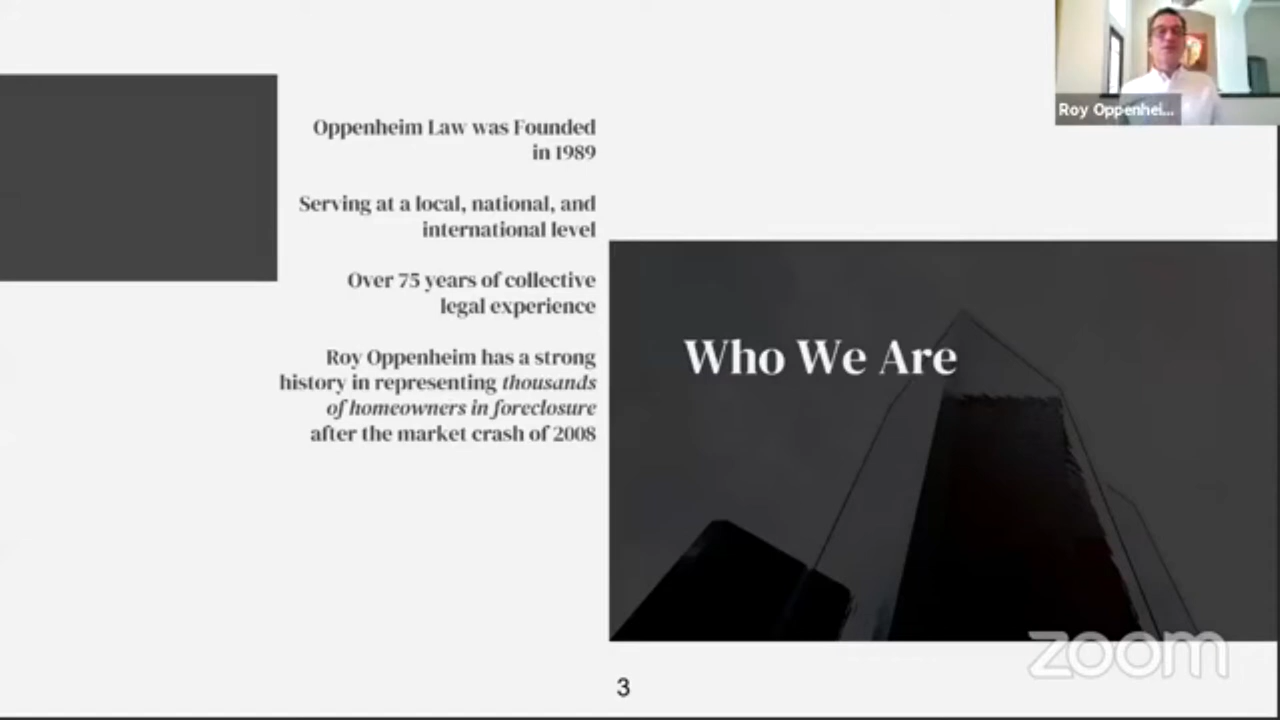 Roy Oppenhei...
Oppenheim Law was Founded
in 1989
Serving at a local, national, and
international level
Over 75 years of collective
legal experience
Roy Oppenheim has a strong
history in representing thousands
of homeowners in foreclosure
after the market crash of 2008
Who We Are
zoom
3